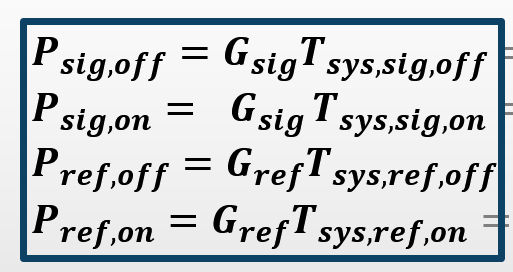 P_sig,off = G_sig T_sys,sig,off =
P_sig,on = G_sig T_sys,sig,on =
P_ref,off = G_ref T_sys,ref,off
P_ref,on = G_ref T_sys,ref,on =